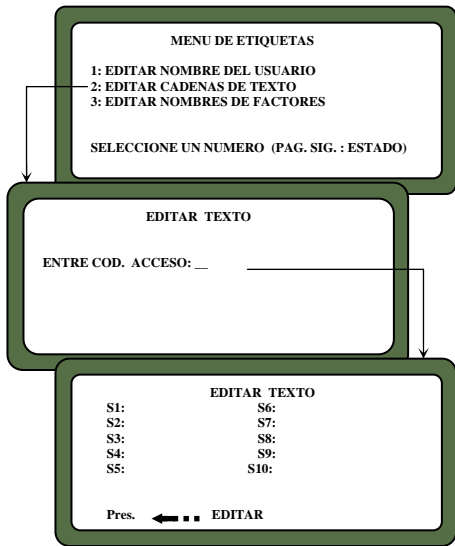 MENU DE ETIQUETAS
1: EDITAR NOMBRE DEL USUARIO
2: EDITAR CADENAS DE TEXTO
3: EDITAR NOMBRES DE FACTORES
SELECCIONE UN NUMERO (PAG. SIG. : ESTADO)
EDITAR TEXTO
ENTRE COD. ACCESO: __
EDITAR TEXTO
S1: S6:
S2: S7:
S3: S8:
S4: S9:
S5: S10:
Pres. EDITAR